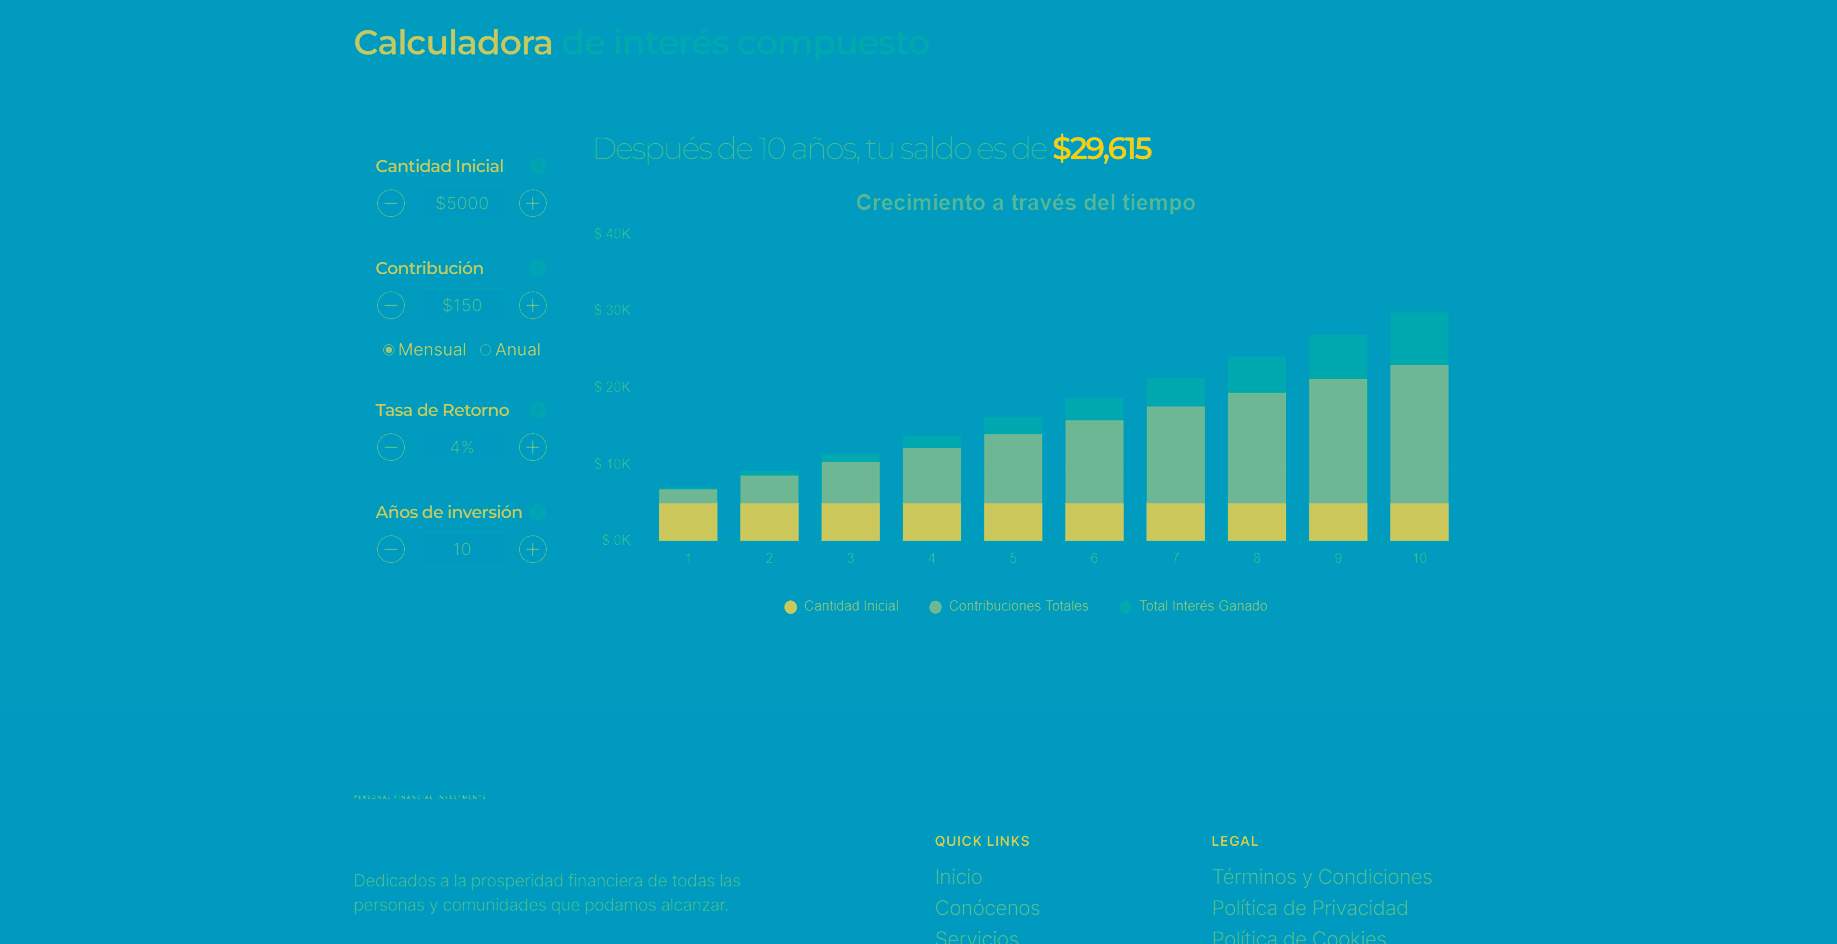 Calculadora de interés compuesto
Después de 10 años, tu saldo es de $29,615
Cantidad Inicial
$5000
Contribución
$150
Mensual Anual
Tasa de Retorno
4%
Años de inversión
10
Crecimiento a través del tiempo
$ 40K
$ 30K
$ 20K
$ 10K
$ 0K
1 2 3 4 5 6 7 8 9 10
Cantidad Inicial Contribuciones Totales Total Interés Ganado
PERSONAL FINANCIAL INVESTMENTS
Dedicados a la prosperidad financiera de todas las
personas y comunidades que podamos alcanzar.
QUICK LINKS
Inicio
Conócenos
Servicios
LEGAL
Términos y Condiciones
Política de Privacidad
Política de Cookies